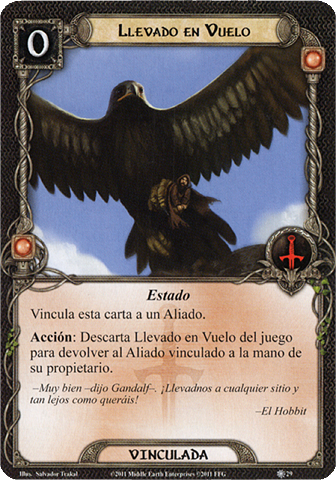 0
LLEVADO EN VUELO
Estado
Vincula esta carta a un Aliado.
Acción: Descarta Llevado en Vuelo del juego
para devolver al Aliado vinculado a la mano de
su propietario.
–Muy bien –dijo Gandalf–. ¡Llevadnos a cualquier sitio y
tan lejos como queráis!
–El Hobbit
VINCULADA
Illus. Salvador Trakal ©2011 Middle Earth Enterprises ©2011 FFG 29